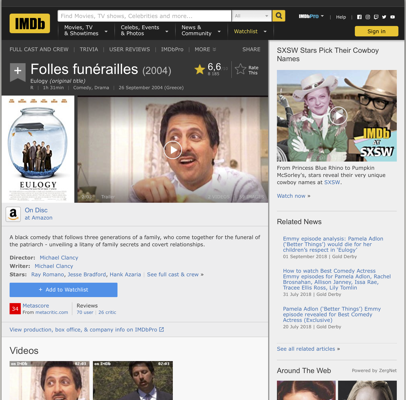 IMDb
Find Movies, TV shows, Celebrities and more...
All
IMDbPro
Help
Movies, TV
& Showtimes
Celebs, Events
& Photos
News &
Community
Watchlist
Sign in
FULL CAST AND CREW | TRIVIA | USER REVIEWS | IMDbPro | MORE
SHARE
Folles funérailles (2004)
Eulogy (original title)
R | 1h 31min | Comedy, Drama | 26 September 2004 (Greece)
6,6
Rate
This
EULOGY
On Disc
at Amazon
A black comedy that follows three generations of a family, who come together for the funeral of
the patriarch - unveiling a litany of family secrets and covert relationships.
Director: Michael Clancy
Writer: Michael Clancy
Stars: Ray Romano, Jesse Bradford, Hank Azaria | See full cast & crew »
+ Add to Watchlist
34
Metascore
From metacritic.com
Reviews
70 user | 26 critic
View production, box office, & company info on IMDbPro
Videos
SXSW Stars Pick Their Cowboy
Names
IMDb
AT
SXSW
From Princess Blue Rhino to Pumpkin
McSorley's, stars reveal their very unique
cowboy names at SXSW.
Watch now »
Related News
Emmy episode analysis: Pamela Adlon
('Better Things') would die for her
children's respect in 'Eulogy'
01 September 2018 | Gold Derby
How to watch Best Comedy Actress
Emmy episodes for Pamela Adlon, Rachel
Brosnahan, Allison Janney, Issa Rae,
Tracee Ellis Ross, Lily Tomlin
31 July 2018 | Gold Derby
Pamela Adlon ('Better Things') Emmy
episode revealed for Best Comedy
Actress (Exclusive)
20 July 2018 | Gold Derby
See all related articles »
Around The Web
Powered by ZergNet